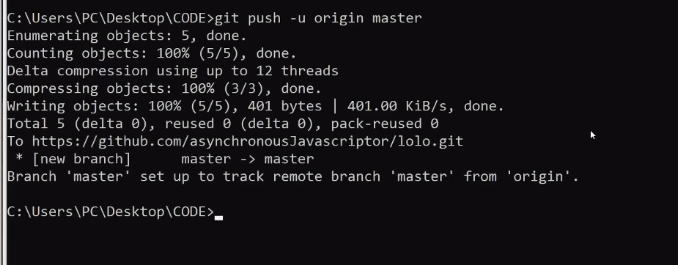 C:\Users\PC\Desktop\CODE>git push -u origin master
Enumerating objects: 5, done.
Counting objects: 100% (5/5), done.
Delta compression using up to 12 threads
Compressing objects: 100% (3/3), done.
Writing objects: 100% (5/5), 401 bytes | 401.00 KiB/s, done.
Total 5 (delta 0), reused 0 (delta 0), pack-reused 0
To https://github.com/asynchronousJavascriptor/lolo.git
 * [new branch]      master -> master
Branch 'master' set up to track remote branch 'master' from 'origin'.
C:\Users\PC\Desktop\CODE>